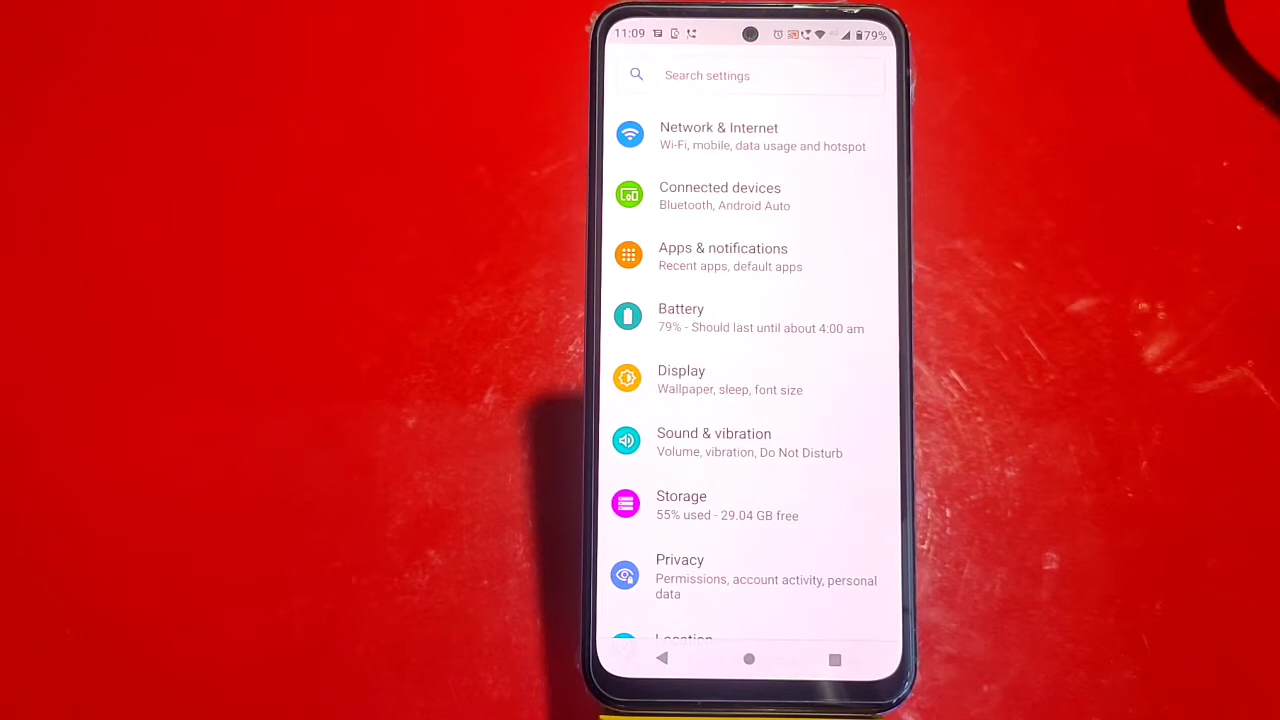 11:09 4G 79%
Search settings
Network & Internet
Wi-Fi, mobile, data usage and hotspot
Connected devices
Bluetooth, Android Auto
Apps & notifications
Recent apps, default apps
Battery
79% - Should last until about 4:00 am
Display
Wallpaper, sleep, font size
Sound & vibration
Volume, vibration, Do Not Disturb
Storage
55% used - 29.04 GB free
Privacy
Permissions, account activity, personal
data
Location